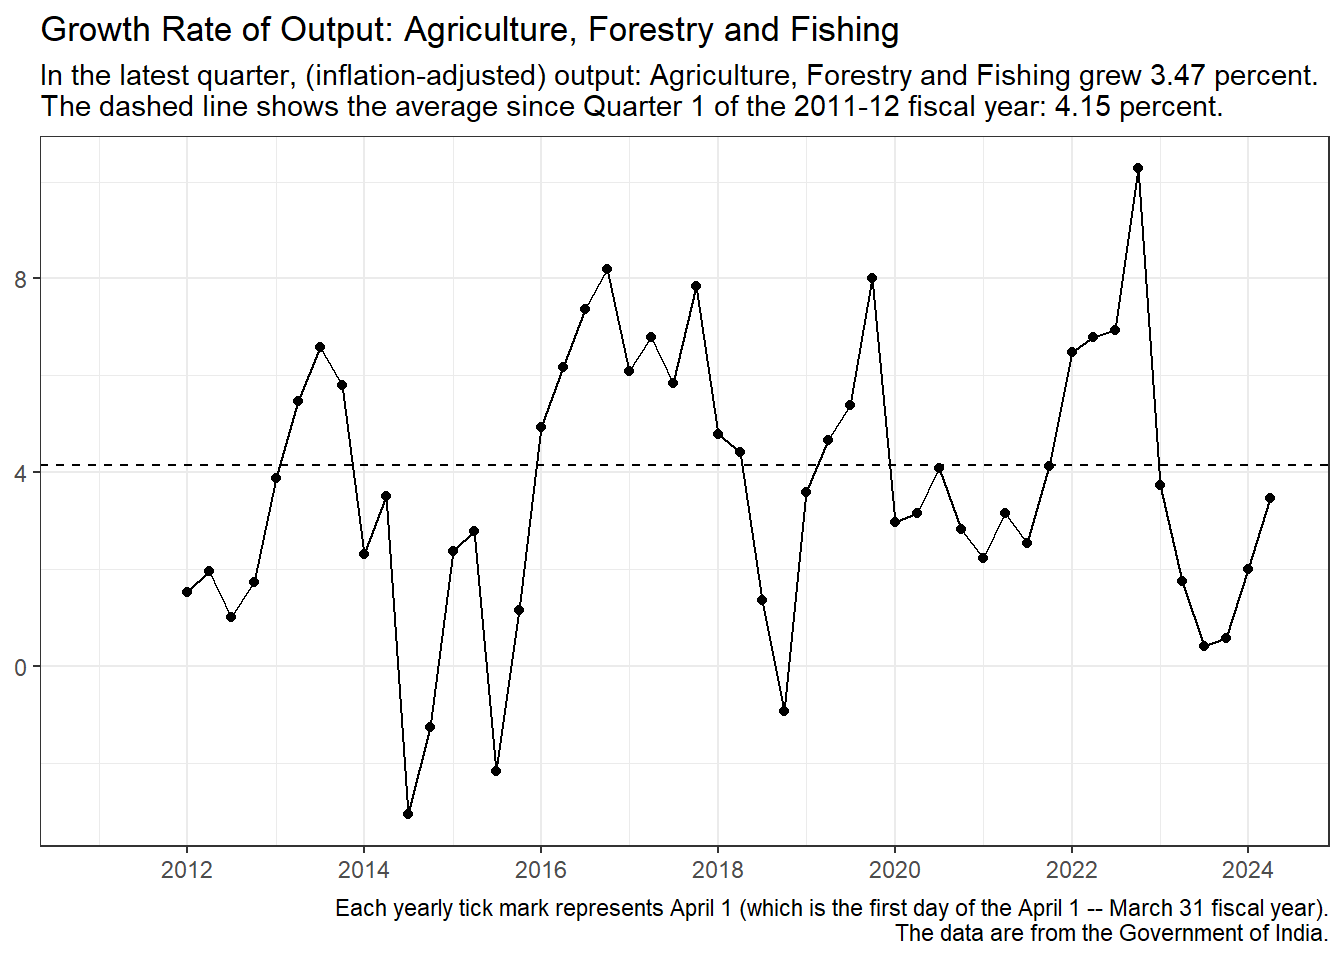 Growth Rate of Output: Agriculture, Forestry and Fishing
In the latest quarter, (inflation-adjusted) output: Agriculture, Forestry and Fishing grew 3.47 percent.
The dashed line shows the average since Quarter 1 of the 2011-12 fiscal year: 4.15 percent.
8
4
0
2012 2014 2016 2018 2020 2022 2024
Each yearly tick mark represents April 1 (which is the first day of the April 1 -- March 31 fiscal year).
The data are from the Government of India.